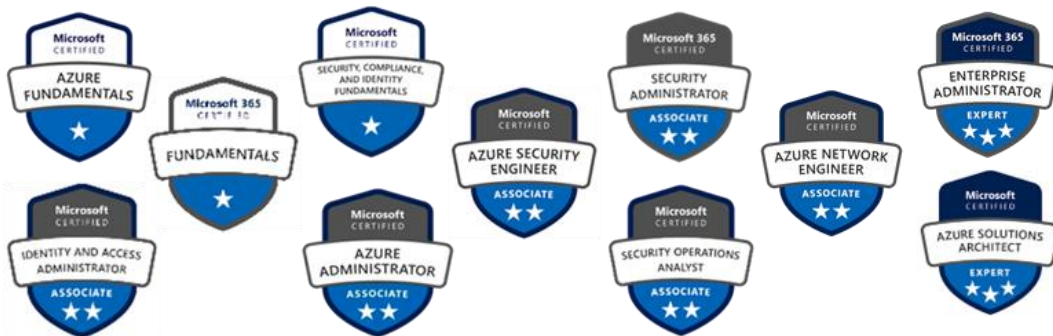 Microsoft
CERTIFIED
AZURE
FUNDAMENTALS
Microsoft 365
CERTIFIED
FUNDAMENTALS
Microsoft
CERTIFIED
SECURITY, COMPLIANCE,
AND IDENTITY
FUNDAMENTALS
Microsoft
CERTIFIED
AZURE SECURITY
ENGINEER
ASSOCIATE
Microsoft 365
CERTIFIED
SECURITY
ADMINISTRATOR
ASSOCIATE
Microsoft
CERTIFIED
AZURE NETWORK
ENGINEER
ASSOCIATE
Microsoft 365
CERTIFIED
ENTERPRISE
ADMINISTRATOR
EXPERT
Microsoft
CERTIFIED
IDENTITY AND ACCESS
ADMINISTRATOR
ASSOCIATE
Microsoft
CERTIFIED
AZURE
ADMINISTRATOR
ASSOCIATE
Microsoft
CERTIFIED
SECURITY OPERATIONS
ANALYST
ASSOCIATE
Microsoft
CERTIFIED
AZURE SOLUTIONS
ARCHITECT
EXPERT